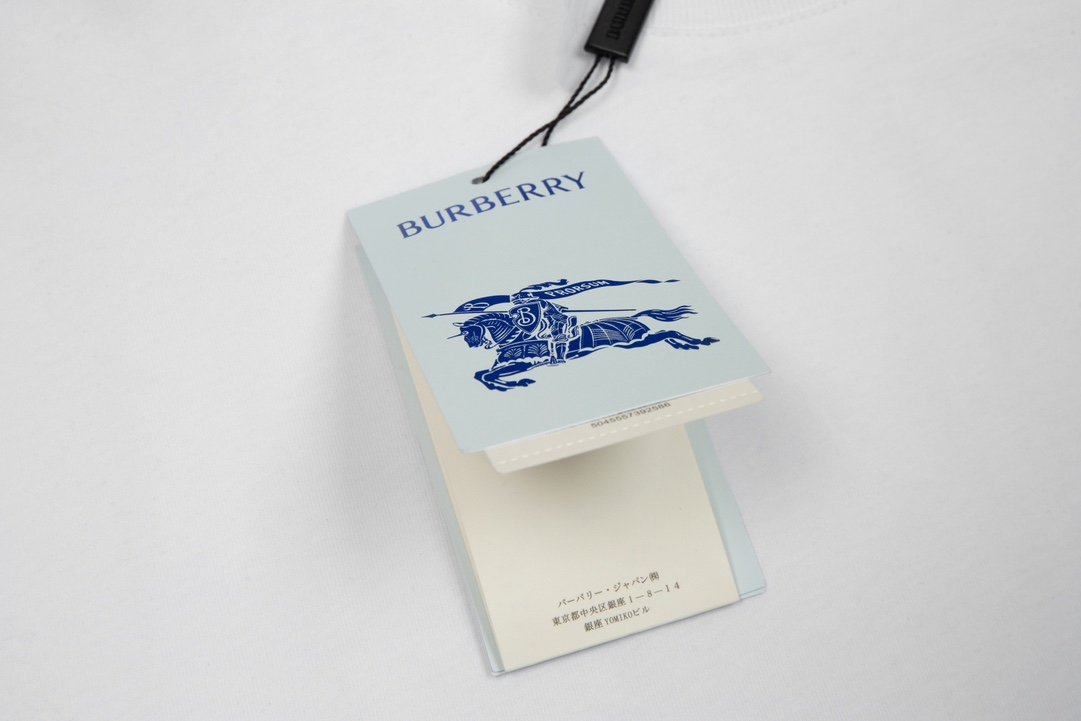 BURBERRY
PRORSUM
B
5045557392586
バーバリー・ジャパン㈱
東京都中央区銀座1－8－14
銀座YOMIKOビル